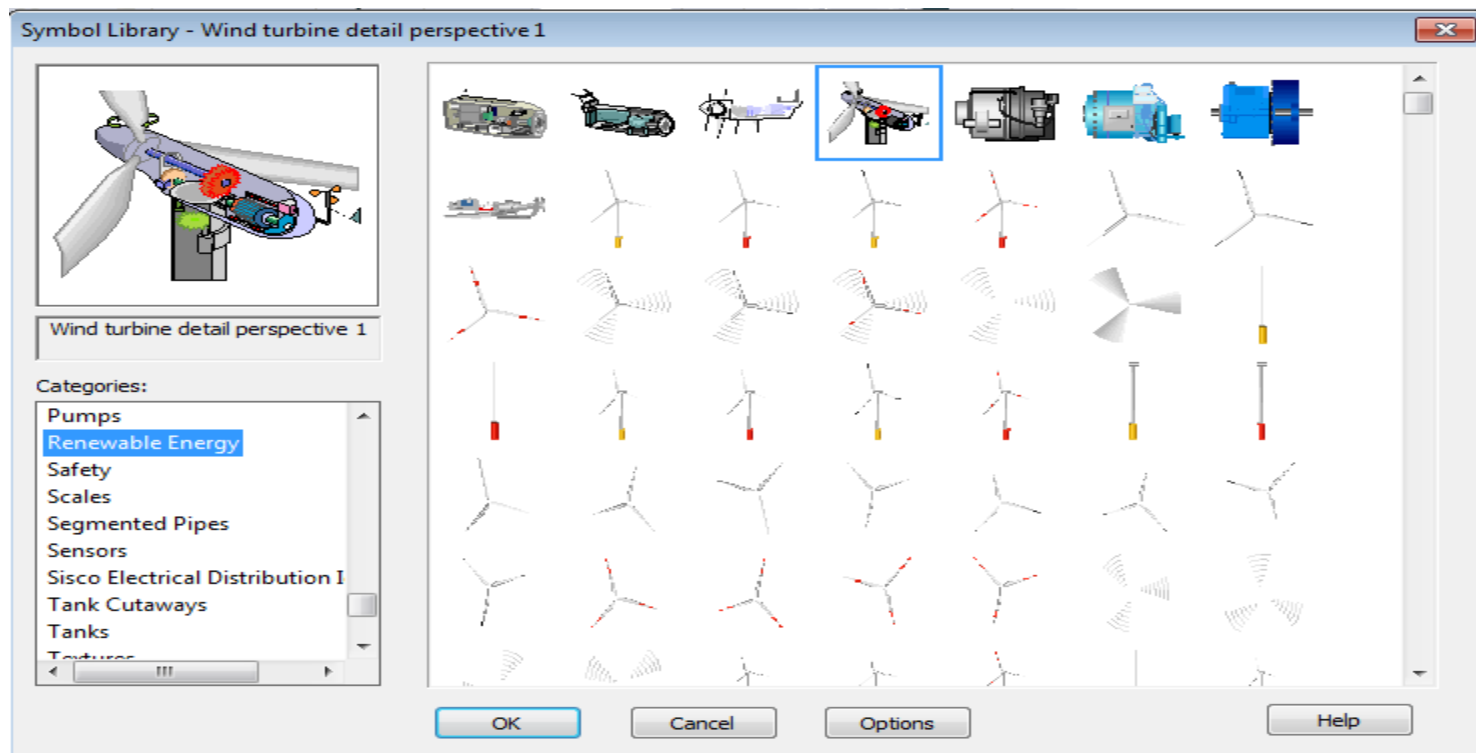 Symbol Library - Wind turbine detail perspective 1
Wind turbine detail perspective 1
Categories:
Pumps
Renewable Energy
Safety
Scales
Segmented Pipes
Sensors
Sisco Electrical Distribution I
Tank Cutaways
Tanks
Textures
OK
Cancel
Options
Help